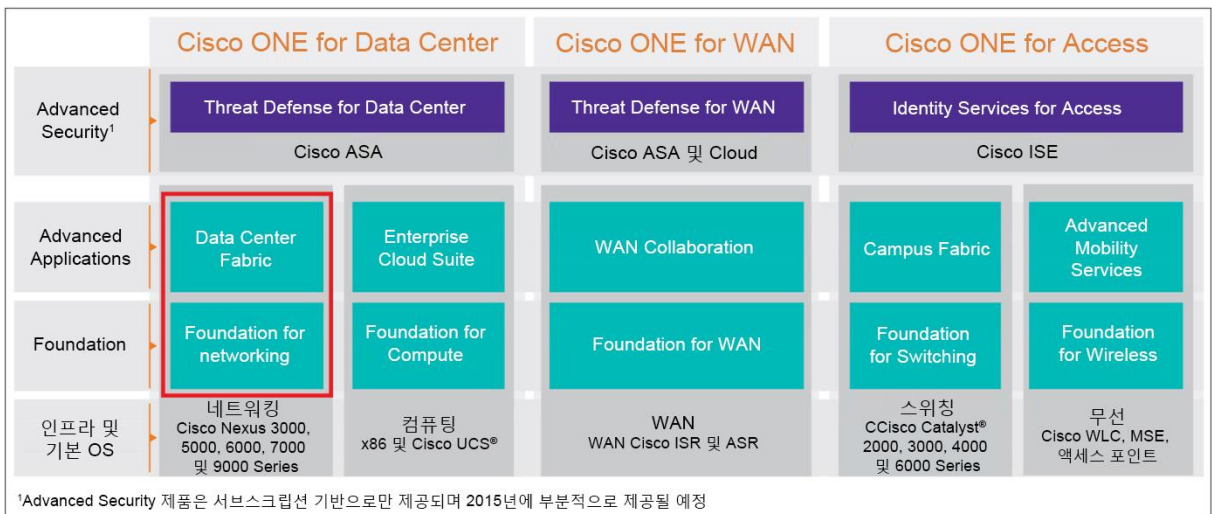 Cisco ONE for Data Center
Cisco ONE for WAN
Cisco ONE for Access
Advanced
Security¹
Threat Defense for Data Center
Cisco ASA
Threat Defense for WAN
Cisco ASA 및 Cloud
Identity Services for Access
Cisco ISE
Advanced
Applications
Data Center
Fabric
Enterprise
Cloud Suite
WAN Collaboration
Campus Fabric
Advanced
Mobility
Services
Foundation
Foundation for
networking
Foundation for
Compute
Foundation for WAN
Foundation
for Switching
Foundation
for Wireless
인프라 및
기본 OS
네트워킹
Cisco Nexus 3000,
5000, 6000, 7000
및 9000 Series
컴퓨팅
x86 및 Cisco UCS®
WAN
WAN Cisco ISR 및 ASR
스위칭
CCisco Catalyst®
2000, 3000, 4000
및 6000 Series
무선
Cisco WLC, MSE,
액세스 포인트
¹Advanced Security 제품은 서브스크립션 기반으로만 제공되며 2015년에 부분적으로 제공될 예정